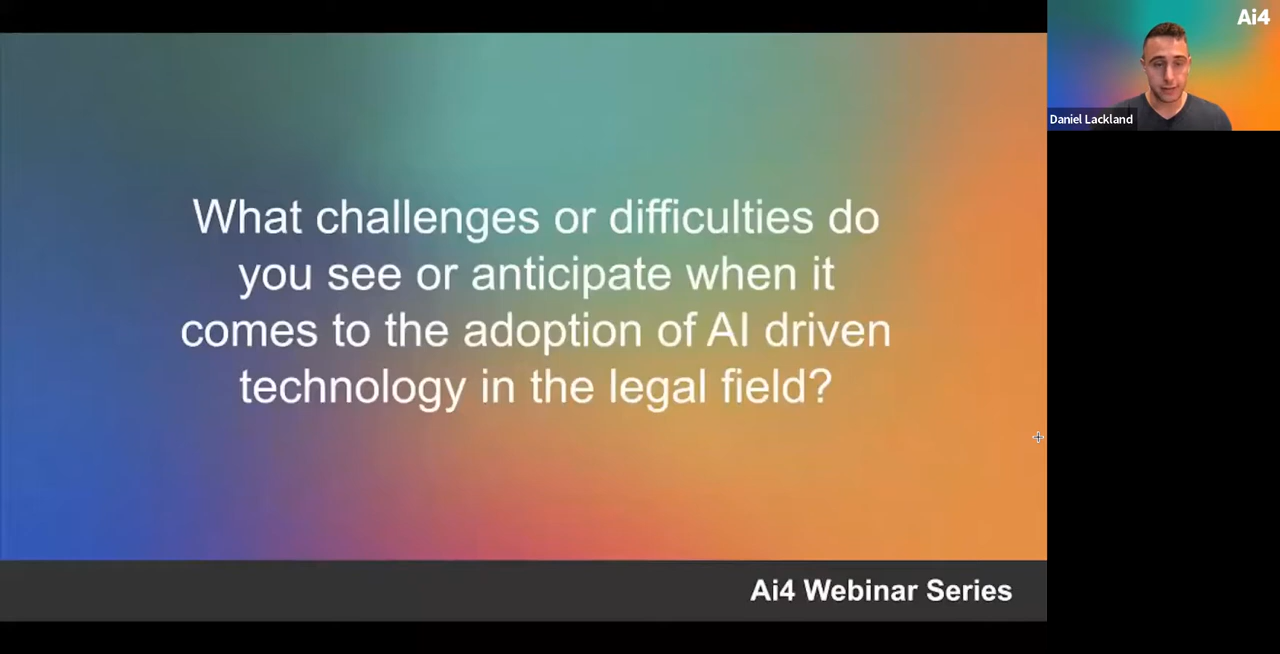 What challenges or difficulties do
you see or anticipate when it
comes to the adoption of AI driven
technology in the legal field?
Ai4 Webinar Series
Ai4
Daniel Lackland